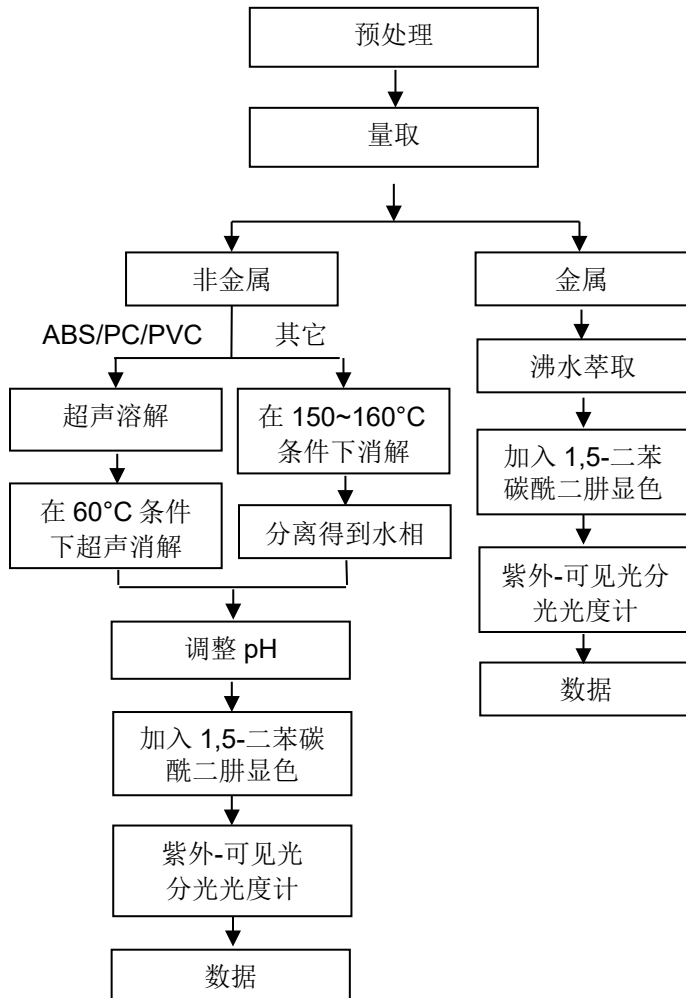 预处理
量取
非金属
金属
ABS/PC/PVC
其它
沸水萃取
超声溶解
在 150~160°C
条件下消解
加入 1,5-二苯
碳酰二肼显色
在 60°C 条件
下超声消解
分离得到水相
紫外-可见光分
光光度计
调整 pH
数据
加入 1,5-二苯碳
酰二肼显色
紫外-可见光
分光光度计
数据